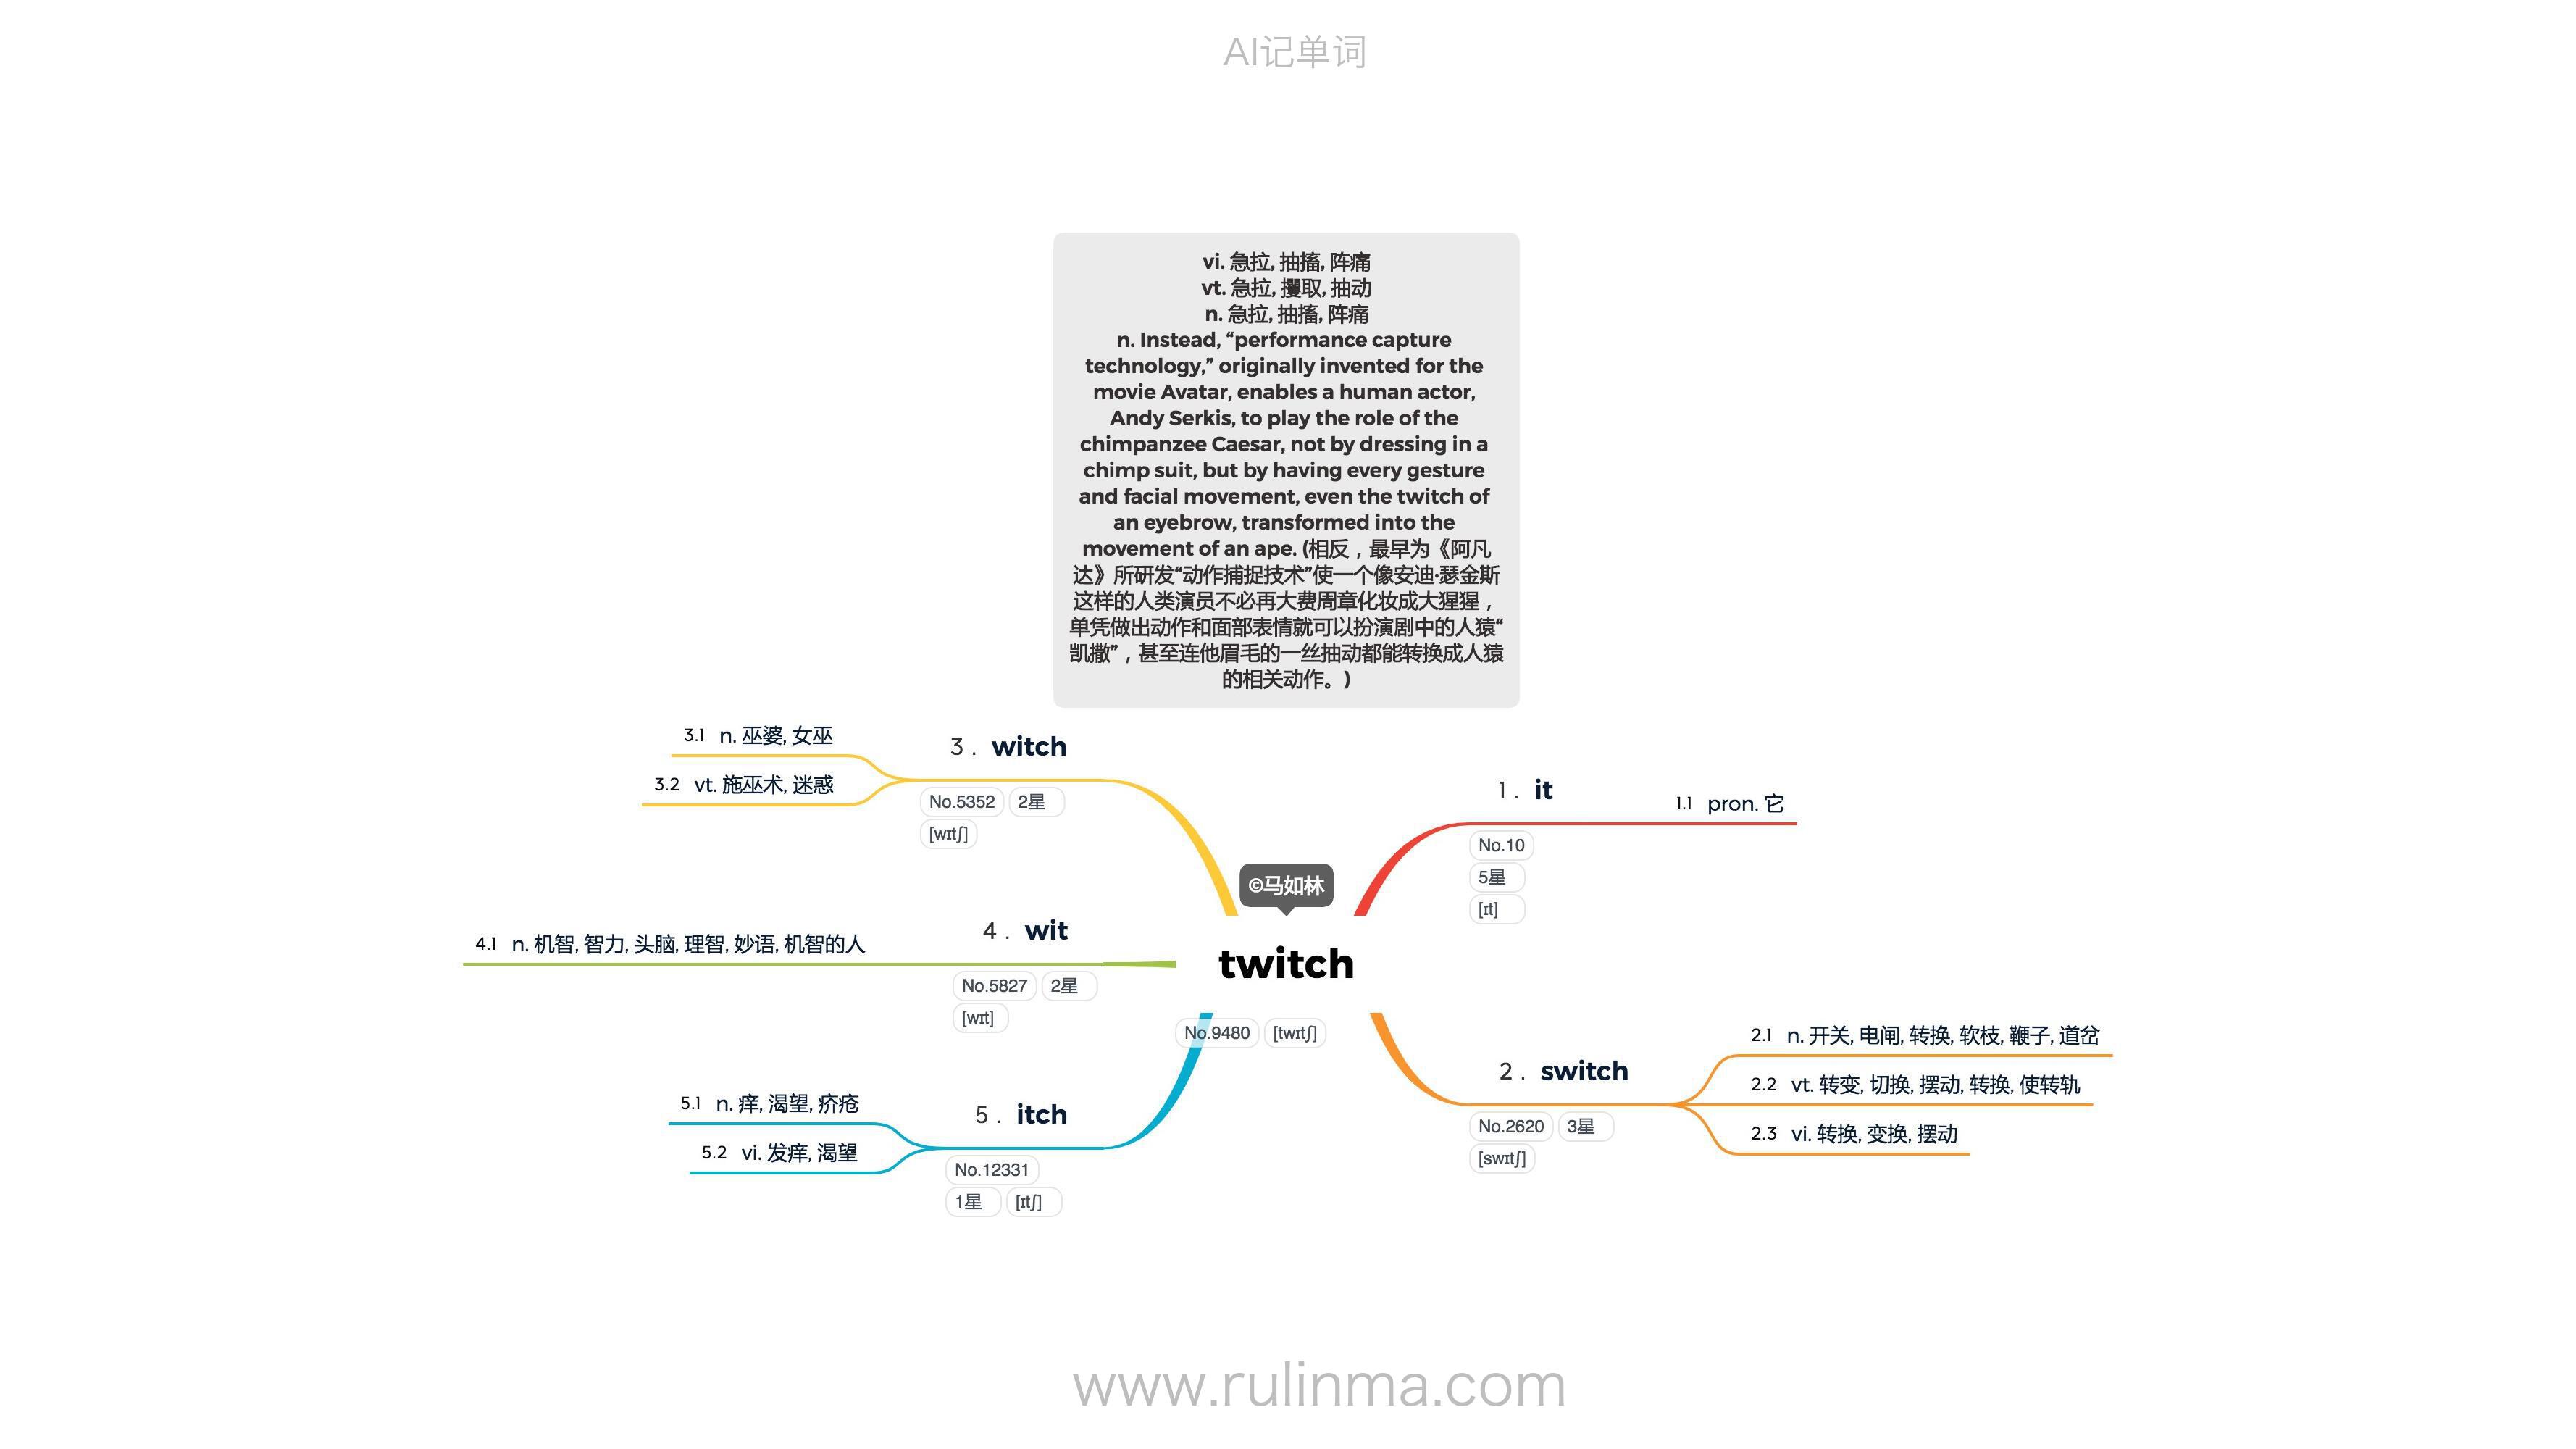 AI记单词
vi. 急拉, 抽搐, 阵痛
vt. 急拉, 攫取, 抽动
n. 急拉, 抽搐, 阵痛
n. Instead, “performance capture
technology,” originally invented for the
movie Avatar, enables a human actor,
Andy Serkis, to play the role of the
chimpanzee Caesar, not by dressing in a
chimp suit, but by having every gesture
and facial movement, even the twitch of
an eyebrow, transformed into the
movement of an ape. (相反，最早为《阿凡
达》所研发“动作捕捉技术”使一个像安迪·瑟金斯
这样的人类演员不必再大费周章化妆成大猩猩，
单凭做出动作和面部表情就可以扮演剧中的人猿“
凯撒”，甚至连他眉毛的一丝抽动都能转换成人猿
的相关动作。)
©马如林
twitch
No.9480 [twɪtʃ]
1. it
No.10
5星
[ɪt]
1.1 pron. 它
2. switch
No.2620 3星
[swɪtʃ]
2.1 n. 开关, 电闸, 转换, 软枝, 鞭子, 道岔
2.2 vt. 转变, 切换, 摆动, 转换, 使转轨
2.3 vi. 转换, 变换, 摆动
3. witch
No.5352 2星
[wɪtʃ]
3.1 n. 巫婆, 女巫
3.2 vt. 施巫术, 迷惑
4. wit
No.5827 2星
[wɪt]
4.1 n. 机智, 智力, 头脑, 理智, 妙语, 机智的人
5. itch
No.12331
1星 [ɪtʃ]
5.1 n. 痒, 渴望, 疥疮
5.2 vi. 发痒, 渴望
www.rulinma.com